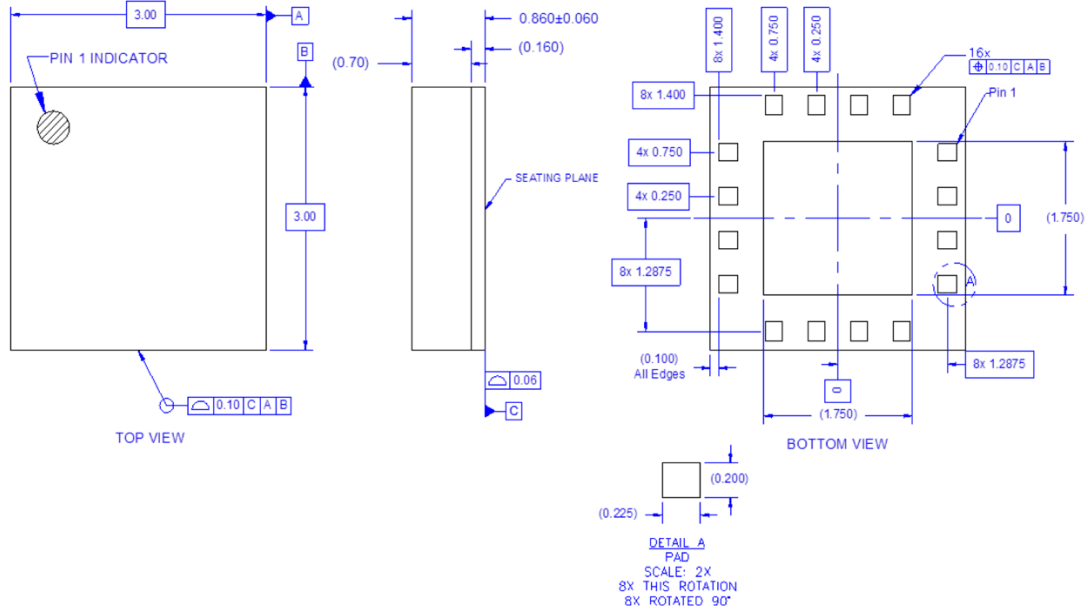 3.00
A
B
PIN 1 INDICATOR
3.00
0.10 C A B
TOP VIEW
0.860±0.060
(0.160)
(0.70)
SEATING PLANE
0.06
C
8x 1.400
4x 0.750
4x 0.250
16x
0.10 C A B
Pin 1
8x 1.400
4x 0.750
4x 0.250
8x 1.2875
0
(1.750)
A
(0.100)
All Edges
0
(1.750)
8x 1.2875
BOTTOM VIEW
(0.200)
(0.225)
DETAIL A
PAD
SCALE: 2X
8X THIS ROTATION
8X ROTATED 90°